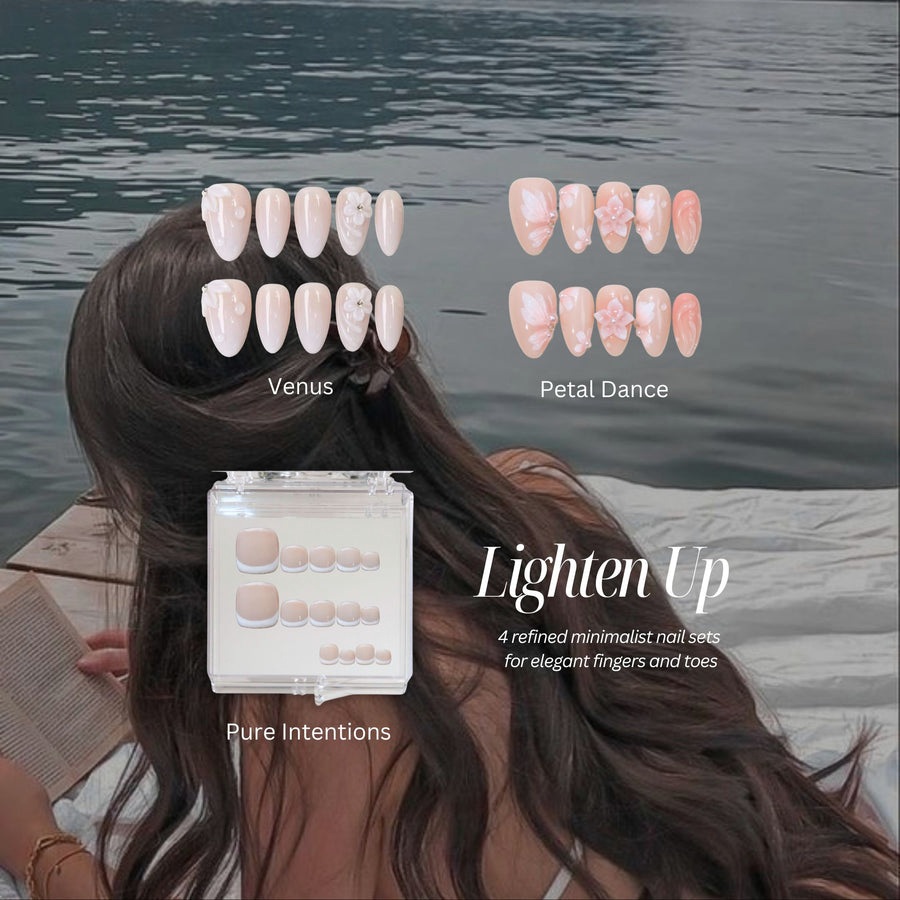 Venus
Petal Dance
Lighten Up
4 refined minimalist nail sets
for elegant fingers and toes
Pure Intentions